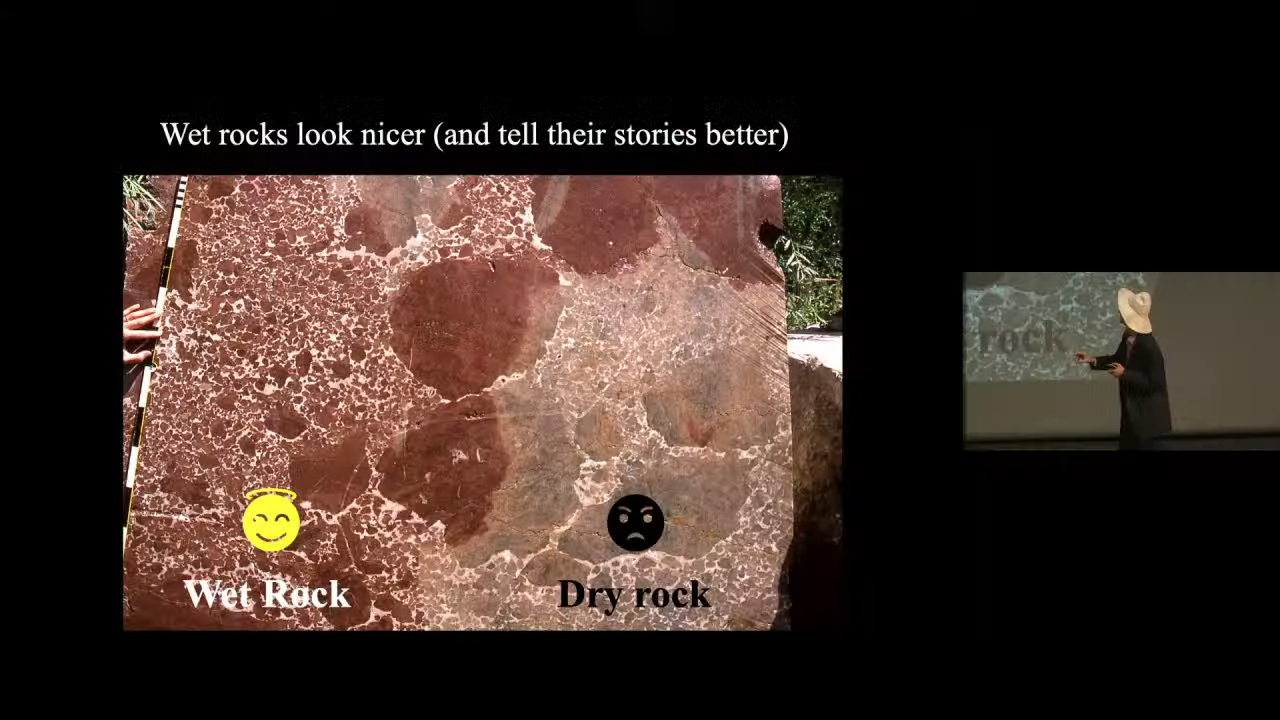 Wet rocks look nicer (and tell their stories better)
Wet Rock
Dry rock
rock